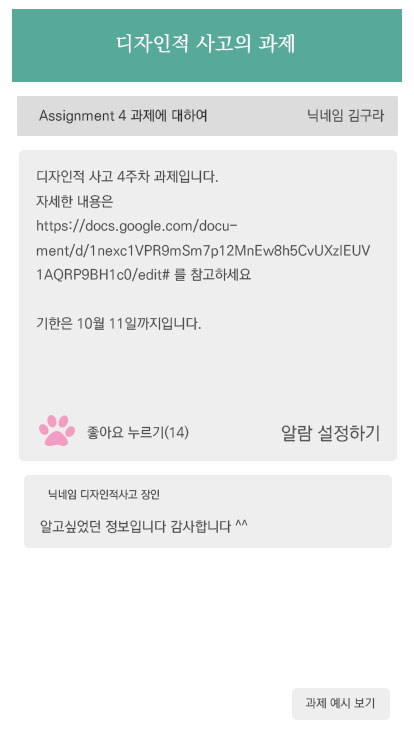 디자인적 사고의 과제
Assignment 4 과제에 대하여 닉네임 김구라
디자인적 사고 4주차 과제입니다.
자세한 내용은
https://docs.google.com/docu-
ment/d/1nexc1VPR9mSm7p12MnEw8h5CvUXzlEUV
1AQRP9BH1c0/edit# 를 참고하세요
기한은 10월 11일까지입니다.
좋아요 누르기(14) 알람 설정하기
닉네임 디자인적사고 장인
알고싶었던 정보입니다 감사합니다 ^^
과제 예시 보기